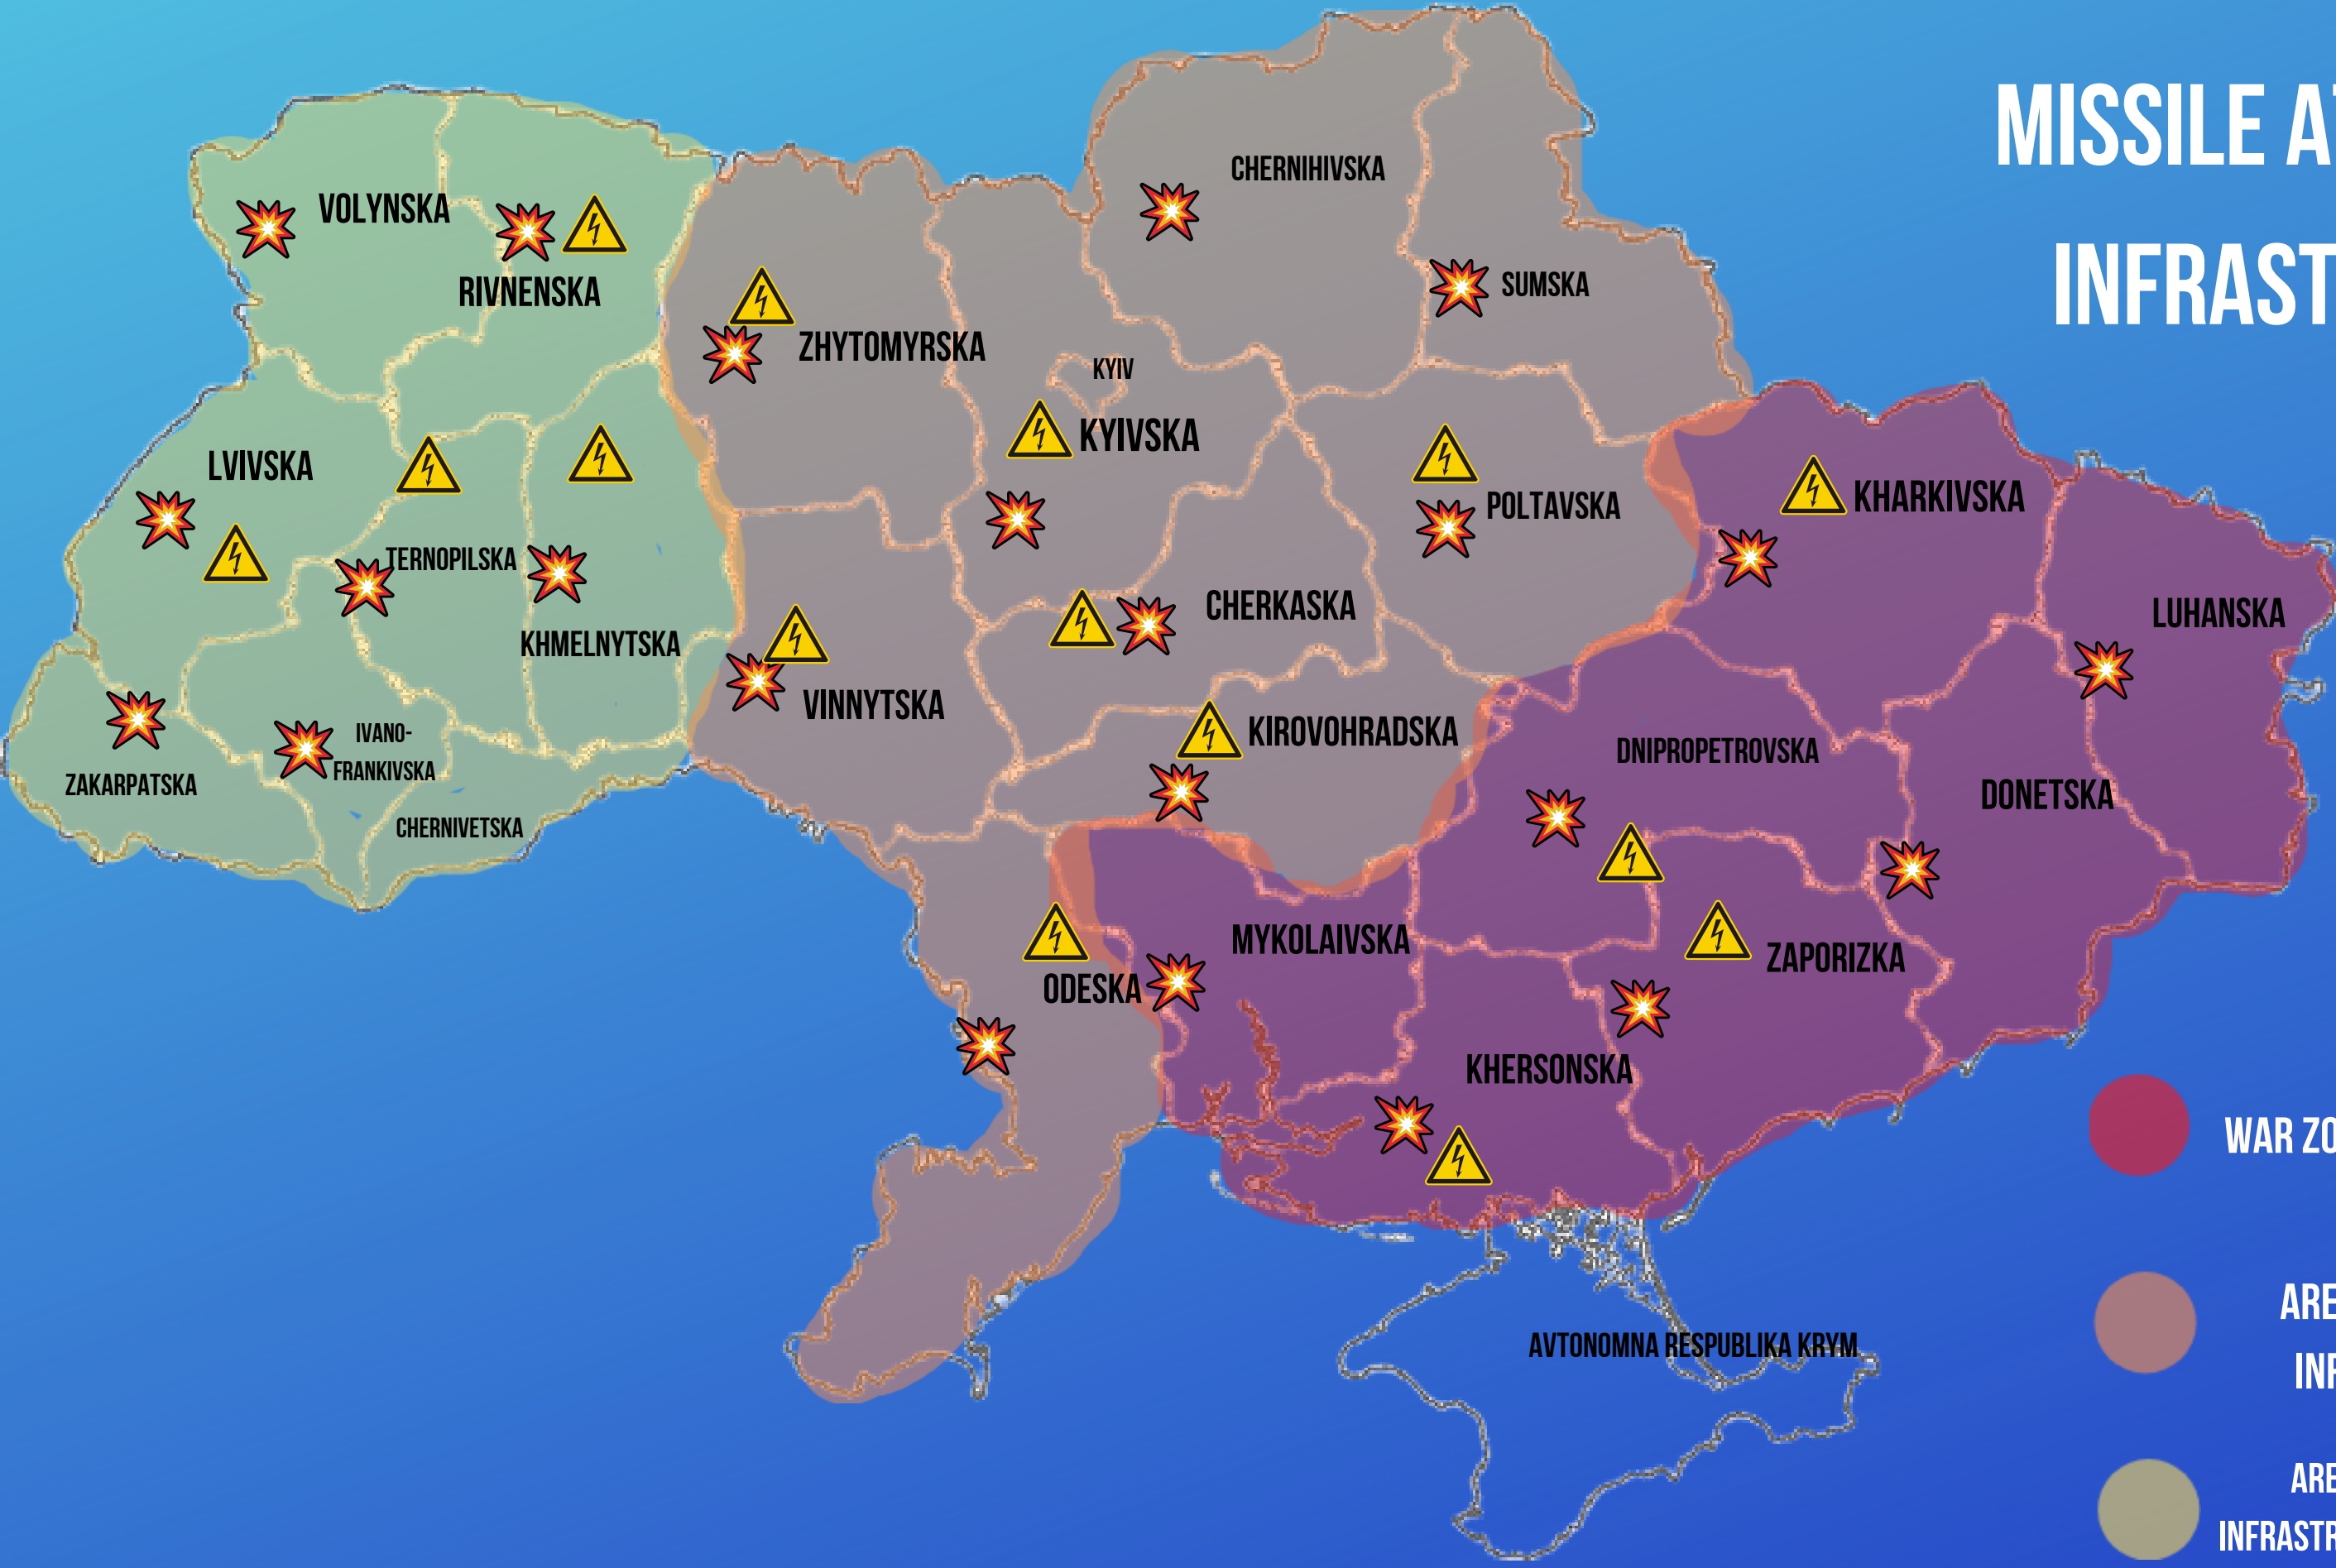 MISSILE
INFRAST
CHERNIHIVSKA
VOLYNSKA
RIVNENSKA
SUMSKA
ZHYTOMYRSKA
KYIV
KYIVSKA
LVIVSKA
POLTAVSKA
KHARKIVSKA
TERNOPILSKA
CHERKASKA
LUHANSKA
KHMELNYTSKA
VINNYTSKA
KIROVOHRADSKA
IVANO-
FRANKIVSKA
DNIPROPETROVSKA
ZAKARPATSKA
DONETSKA
CHERNIVETSKA
MYKOLAIVSKA
ZAPORIZKA
ODESKA
KHERSONSKA
WAR ZO
ARE
INF
AVTONOMNA RESPUBLIKA KRYM
ARE
INFRASTR